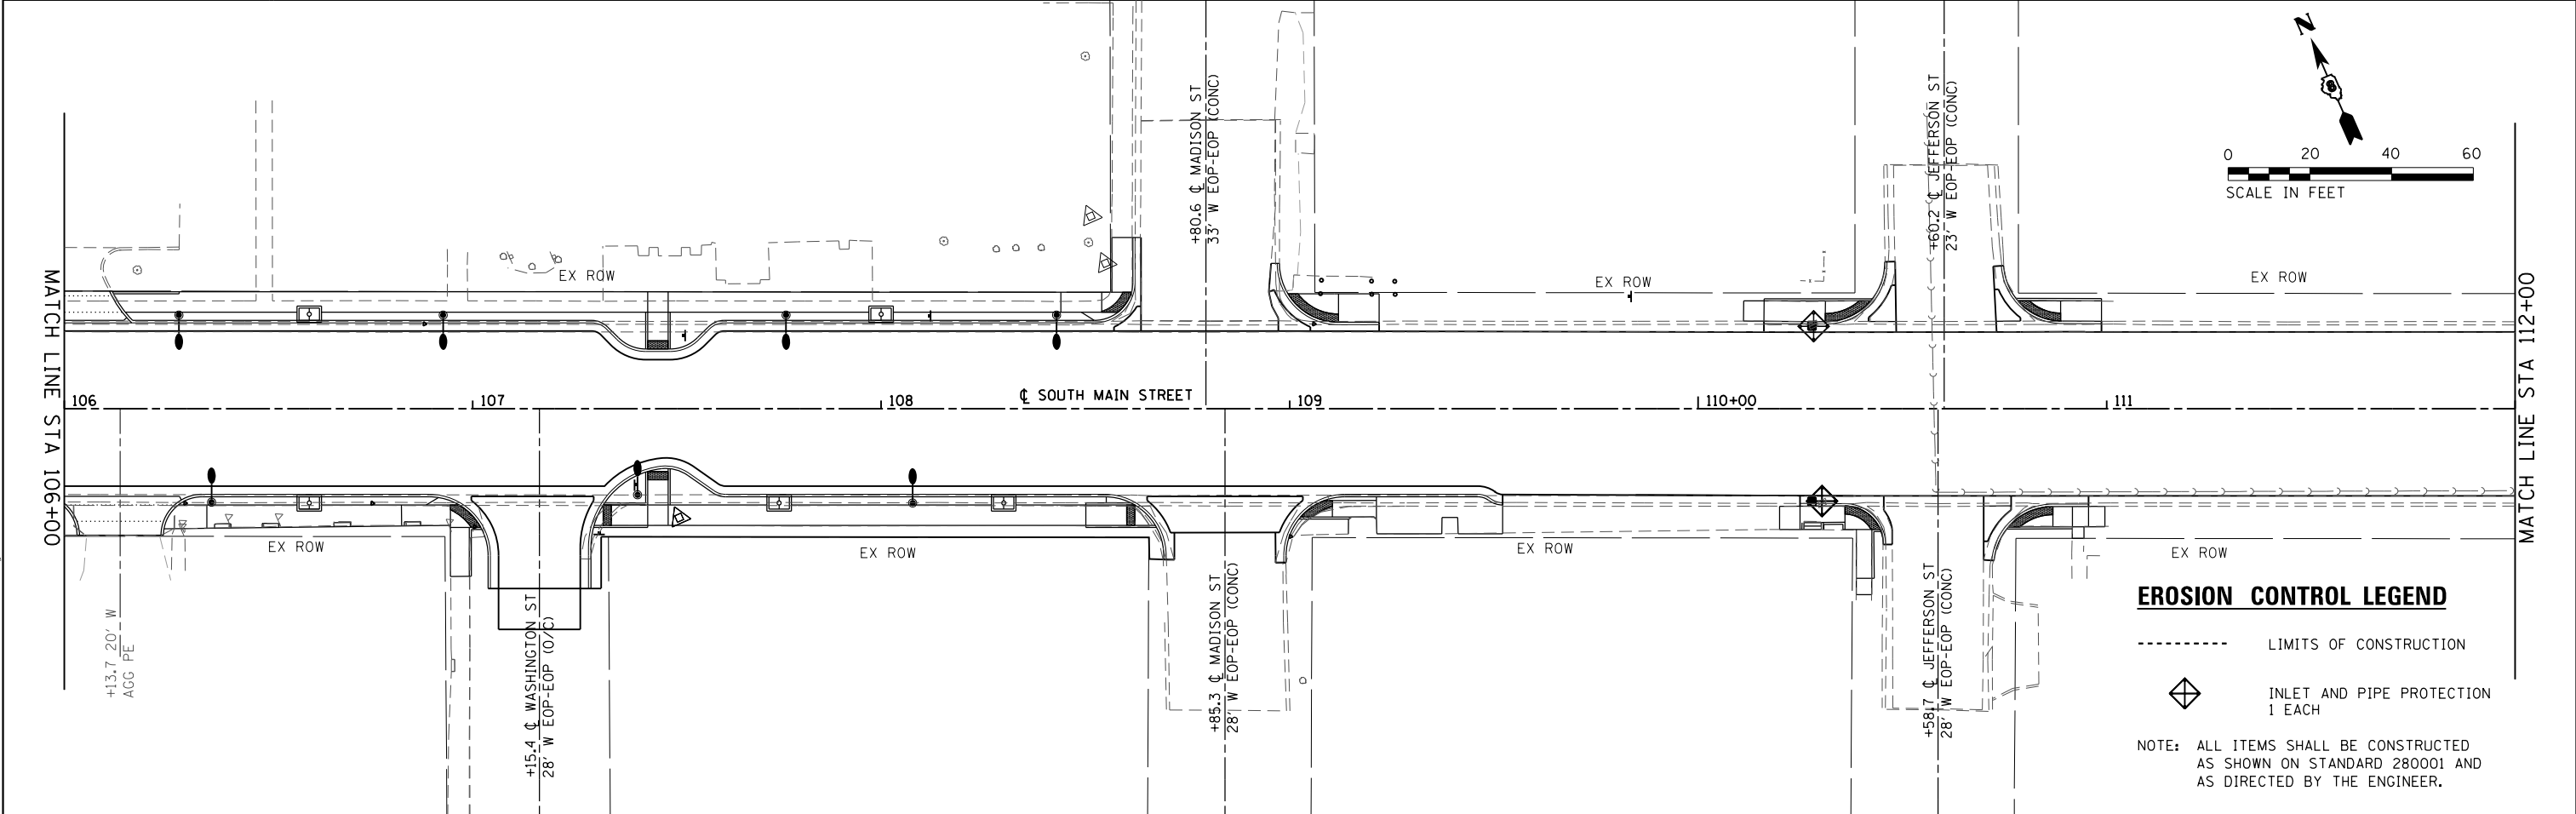 N
0 20 40 60
SCALE IN FEET
+80.6 ℄ MADISON ST
33' W EOP-EOP (CONC)
+60.2 ℄ JEFFERSON ST
23' W EOP-EOP (CONC)
EX ROW
EX ROW
EX ROW
MATCH LINE STA 106+00
MATCH LINE STA 112+00
℄ SOUTH MAIN STREET
106 107 108 109 110+00 111
EX ROW
EX ROW
EX ROW
EX ROW
+13.7 20' W
AGG PE
+15.4 ℄ WASHINGTON ST
28' W EOP-EOP (O/C)
+85.3 ℄ MADISON ST
28' W EOP-EOP (CONC)
+58.7 ℄ JEFFERSON ST
28' W EOP-EOP (CONC)
EROSION CONTROL LEGEND
LIMITS OF CONSTRUCTION
INLET AND PIPE PROTECTION
1 EACH
NOTE: ALL ITEMS SHALL BE CONSTRUCTED
AS SHOWN ON STANDARD 280001 AND
AS DIRECTED BY THE ENGINEER.